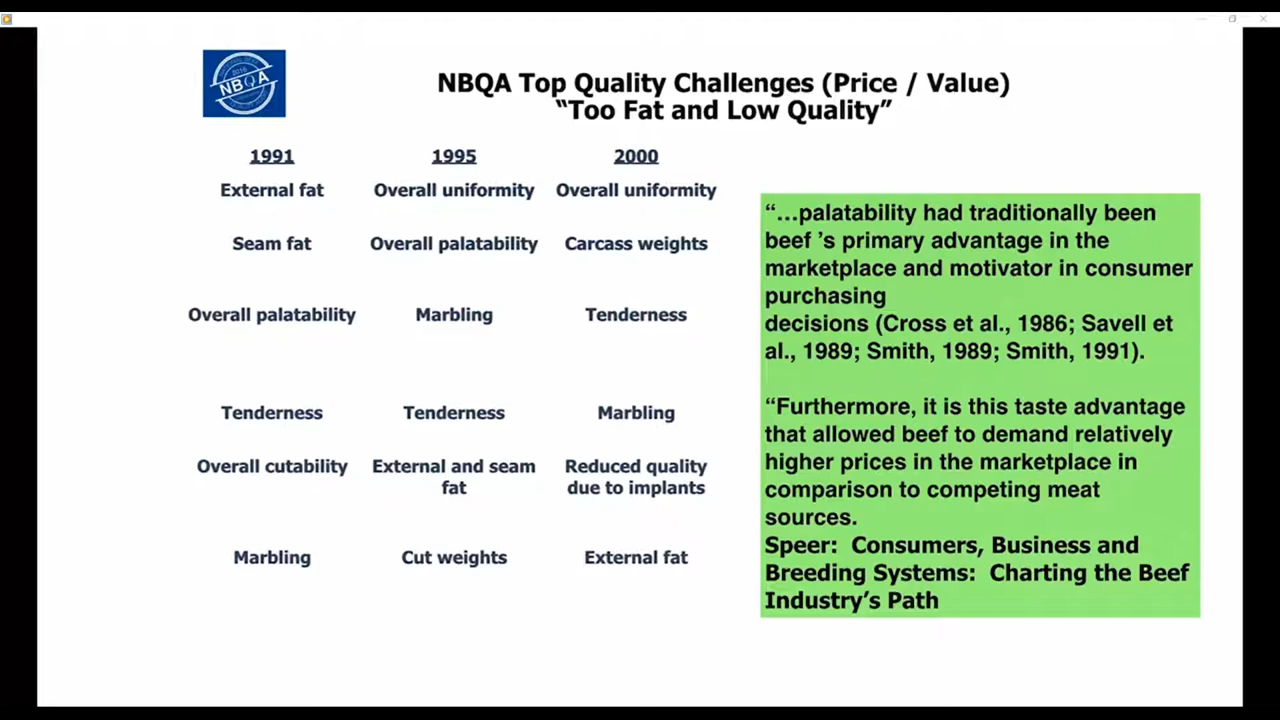 2016
NBQA
NBQA Top Quality Challenges (Price / Value)
“Too Fat and Low Quality”
1991 1995 2000
External fat Overall uniformity Overall uniformity
Seam fat Overall palatability Carcass weights
Overall palatability Marbling Tenderness
Tenderness Tenderness Marbling
Overall cutability External and seam Reduced quality
fat due to implants
Marbling Cut weights External fat
“…palatability had traditionally been
beef ’s primary advantage in the
marketplace and motivator in consumer
purchasing
decisions (Cross et al., 1986; Savell et
al., 1989; Smith, 1989; Smith, 1991).
“Furthermore, it is this taste advantage
that allowed beef to demand relatively
higher prices in the marketplace in
comparison to competing meat
sources.
Speer: Consumers, Business and
Breeding Systems: Charting the Beef
Industry’s Path